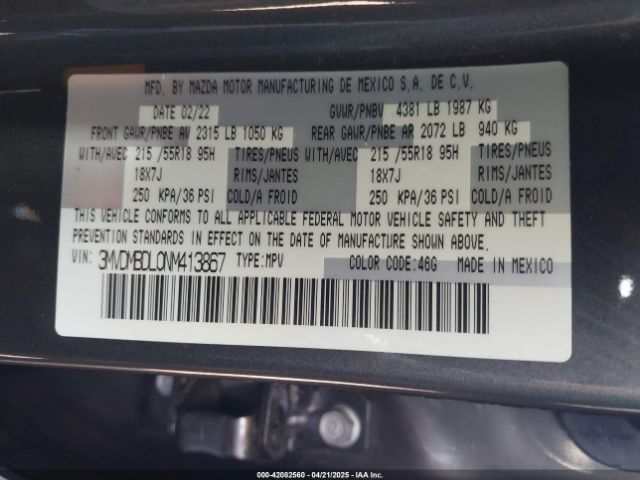 MFD. BY MAZDA MOTOR MANUFACTURING DE MEXICO S.A. DE C.V.
DATE 02/22 GVWR/PNBV 4381 LB 1987 KG
FRONT GAWR/PNBE AV 2315 LB 1050 KG REAR GAWR/PNBE AR 2072 LB 940 KG
WITH/AVEC 215 /55R18 95H TIRES/PNEUS WITH/AVEC 215 /55R18 95H TIRES/PNEUS
18X7J RIMS/JANTES 18X7J RIMS/JANTES
250 KPA/36 PSI COLD/A FROID 250 KPA/36 PSI COLD/A FROID
THIS VEHICLE CONFORMS TO ALL APPLICABLE FEDERAL MOTOR VEHICLE SAFETY AND THEFT
PREVENTION STANDARDS IN EFFECT ON THE DATE OF MANUFACTURE SHOWN ABOVE.
VIN: 3MVDMBDL0NM413867 TYPE:MPV COLOR CODE:46G MADE IN MEXICO
000-42082560 - 04/21/2025 - IAA Inc.